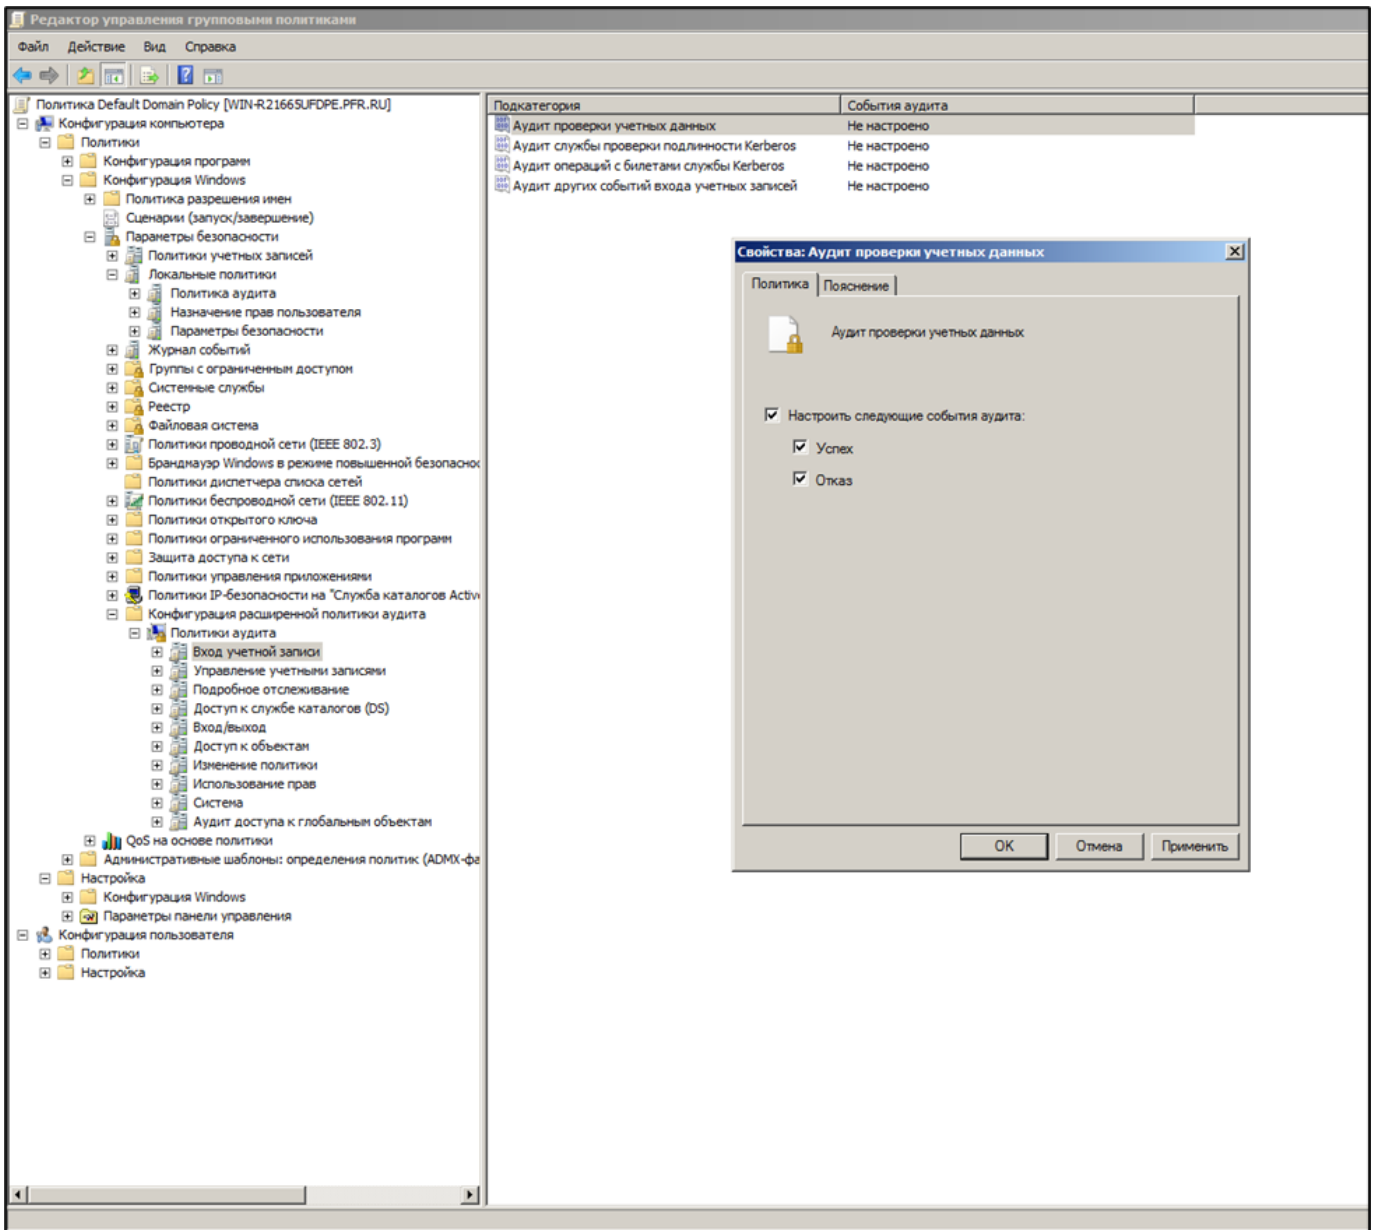 Редактор управления групповыми политиками
Файл Действие Вид Справка
Политика Default Domain Policy [WIN-R2166SUFDPE.PFR.RU]
Конфигурация компьютера
Политики
Конфигурация программ
Конфигурация Windows
Политика разрешения имен
Сценарии (запуск/завершение)
Параметры безопасности
Политики учетных записей
Локальные политики
Политика аудита
Назначение прав пользователя
Параметры безопасности
Журнал событий
Группы с ограниченным доступом
Системные службы
Реестр
Файловая система
Политики проводной сети (IEEE 802.3)
Брандмауэр Windows в режиме повышенной безопаснос
Политики диспетчера списка сетей
Политики беспроводной сети (IEEE 802.11)
Политики открытого ключа
Политики ограниченного использования программ
Защита доступа к сети
Политики управления приложениями
Политики IP-безопасности на "Служба каталогов Activ
Конфигурация расширенной политики аудита
Политики аудита
Вход учетной записи
Управление учетными записями
Подробное отслеживание
Доступ к службе каталогов (DS)
Вход/выход
Доступ к объектам
Изменение политики
Использование прав
Система
Аудит доступа к глобальным объектам
QoS на основе политики
Административные шаблоны: определения политик (ADMX-фа
Настройка
Конфигурация Windows
Параметры панели управления
Конфигурация пользователя
Политики
Настройка
Подкатегория События аудита
Аудит проверки учетных данных Не настроено
Аудит службы проверки подлинности Kerberos Не настроено
Аудит операций с билетами службы Kerberos Не настроено
Аудит других событий входа учетных записей Не настроено
Свойства: Аудит проверки учетных данных
Политика Пояснение
Аудит проверки учетных данных
Настроить следующие события аудита:
Успех
Отказ
OK Отмена Применить